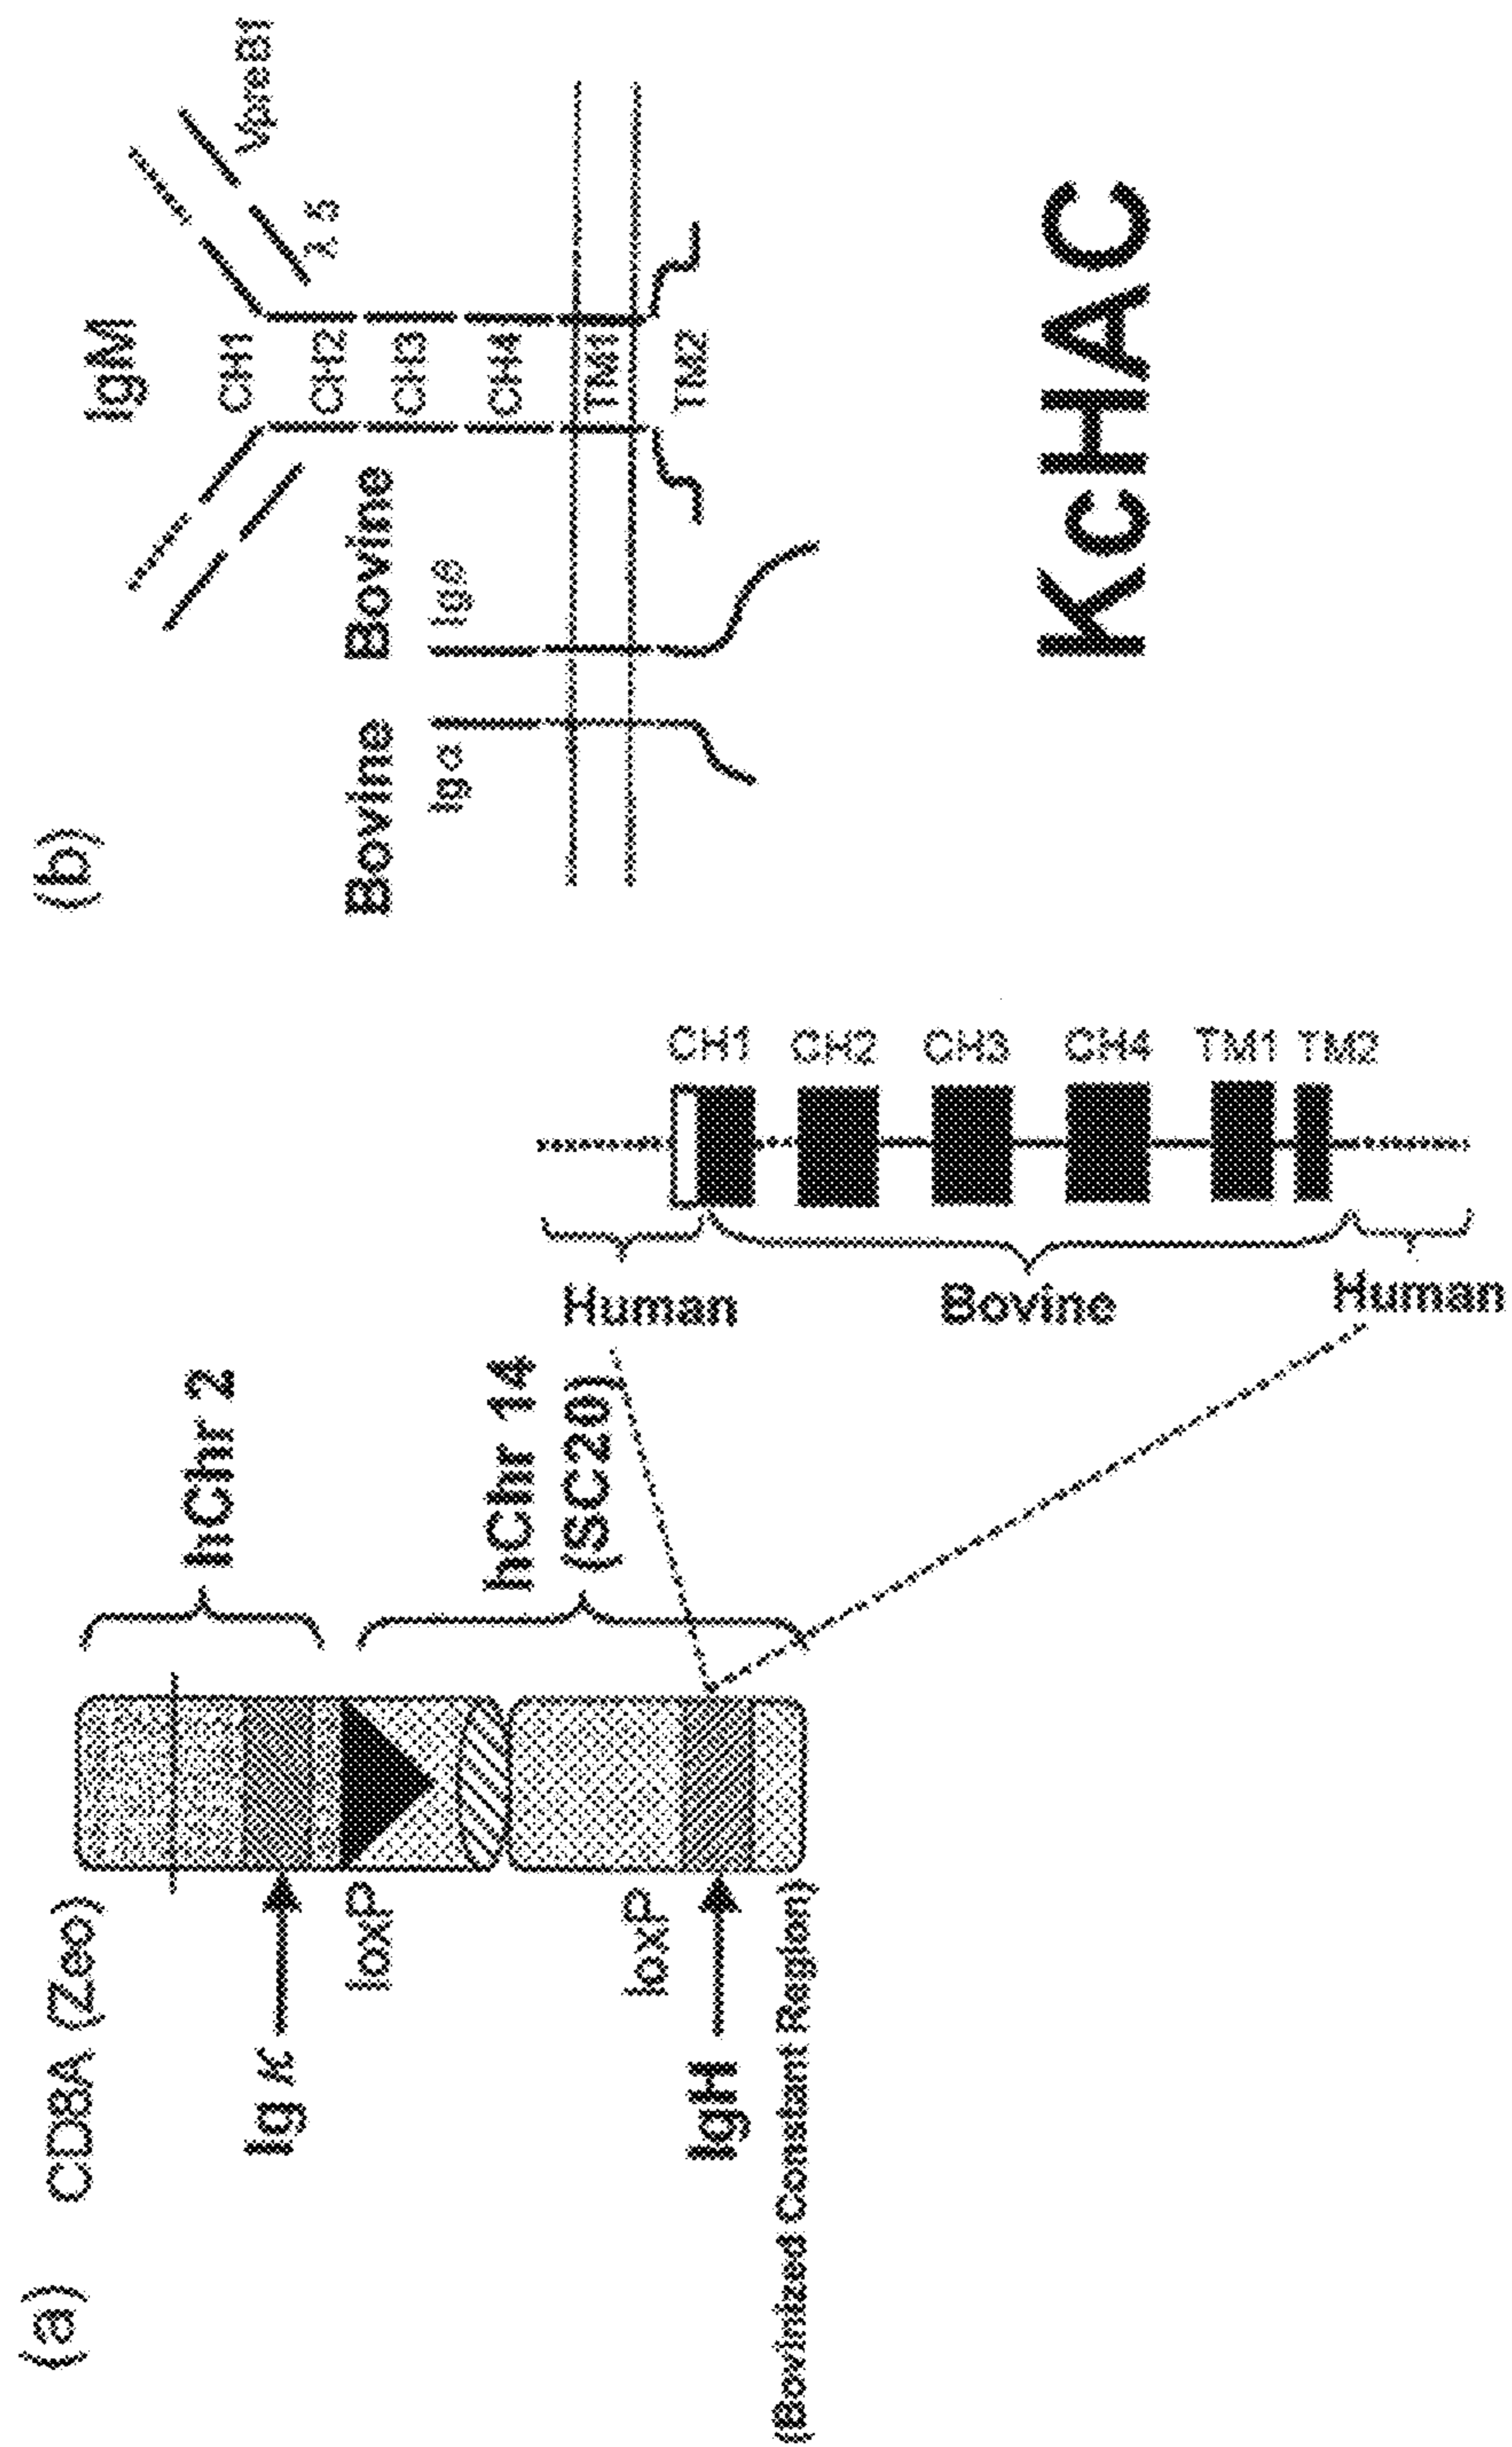 (a)
CD8A (Zeo)
Ig κ
loxP
loxP
IgH
(Bovinized Constant Region)
hChr 2
hChr 14
(SC20)
Human
Bovine
Human
CH1
CH2
CH3
CH4
TM1
TM2
(b)
IgM
Bovine
Bovine
Igα
Igβ
CH1
CH2
CH3
CH4
TM1
TM2
λ5
VpreB1
KcHAC